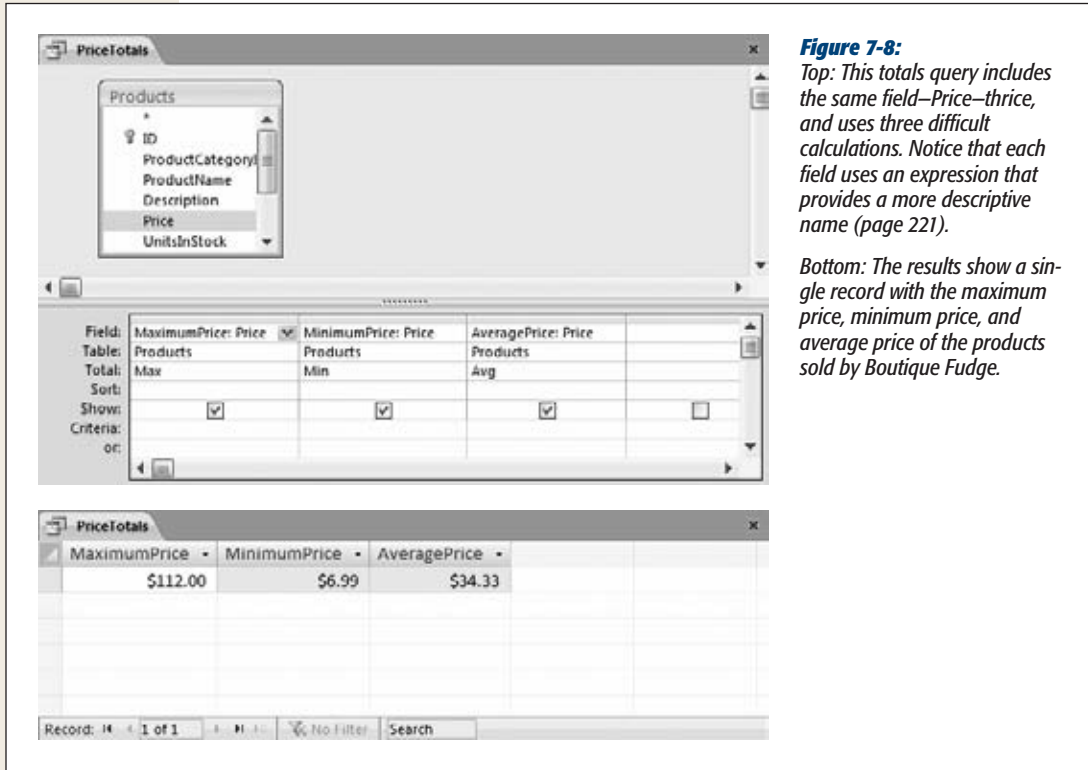 PriceTotals
Products
*
ID
ProductCategoryI
ProductName
Description
Price
UnitsInStock
Field: MaximumPrice: Price MinimumPrice: Price AveragePrice: Price
Table: Products Products Products
Total: Max Min Avg
Sort:
Show:
Criteria:
or:
PriceTotals
MaximumPrice MinimumPrice AveragePrice
$112.00 $6.99 $34.33
Record: 1 of 1 No Filter Search
Figure 7-8:
Top: This totals query includes
the same field—Price—thrice,
and uses three difficult
calculations. Notice that each
field uses an expression that
provides a more descriptive
name (page 221).
Bottom: The results show a sin-
gle record with the maximum
price, minimum price, and
average price of the products
sold by Boutique Fudge.